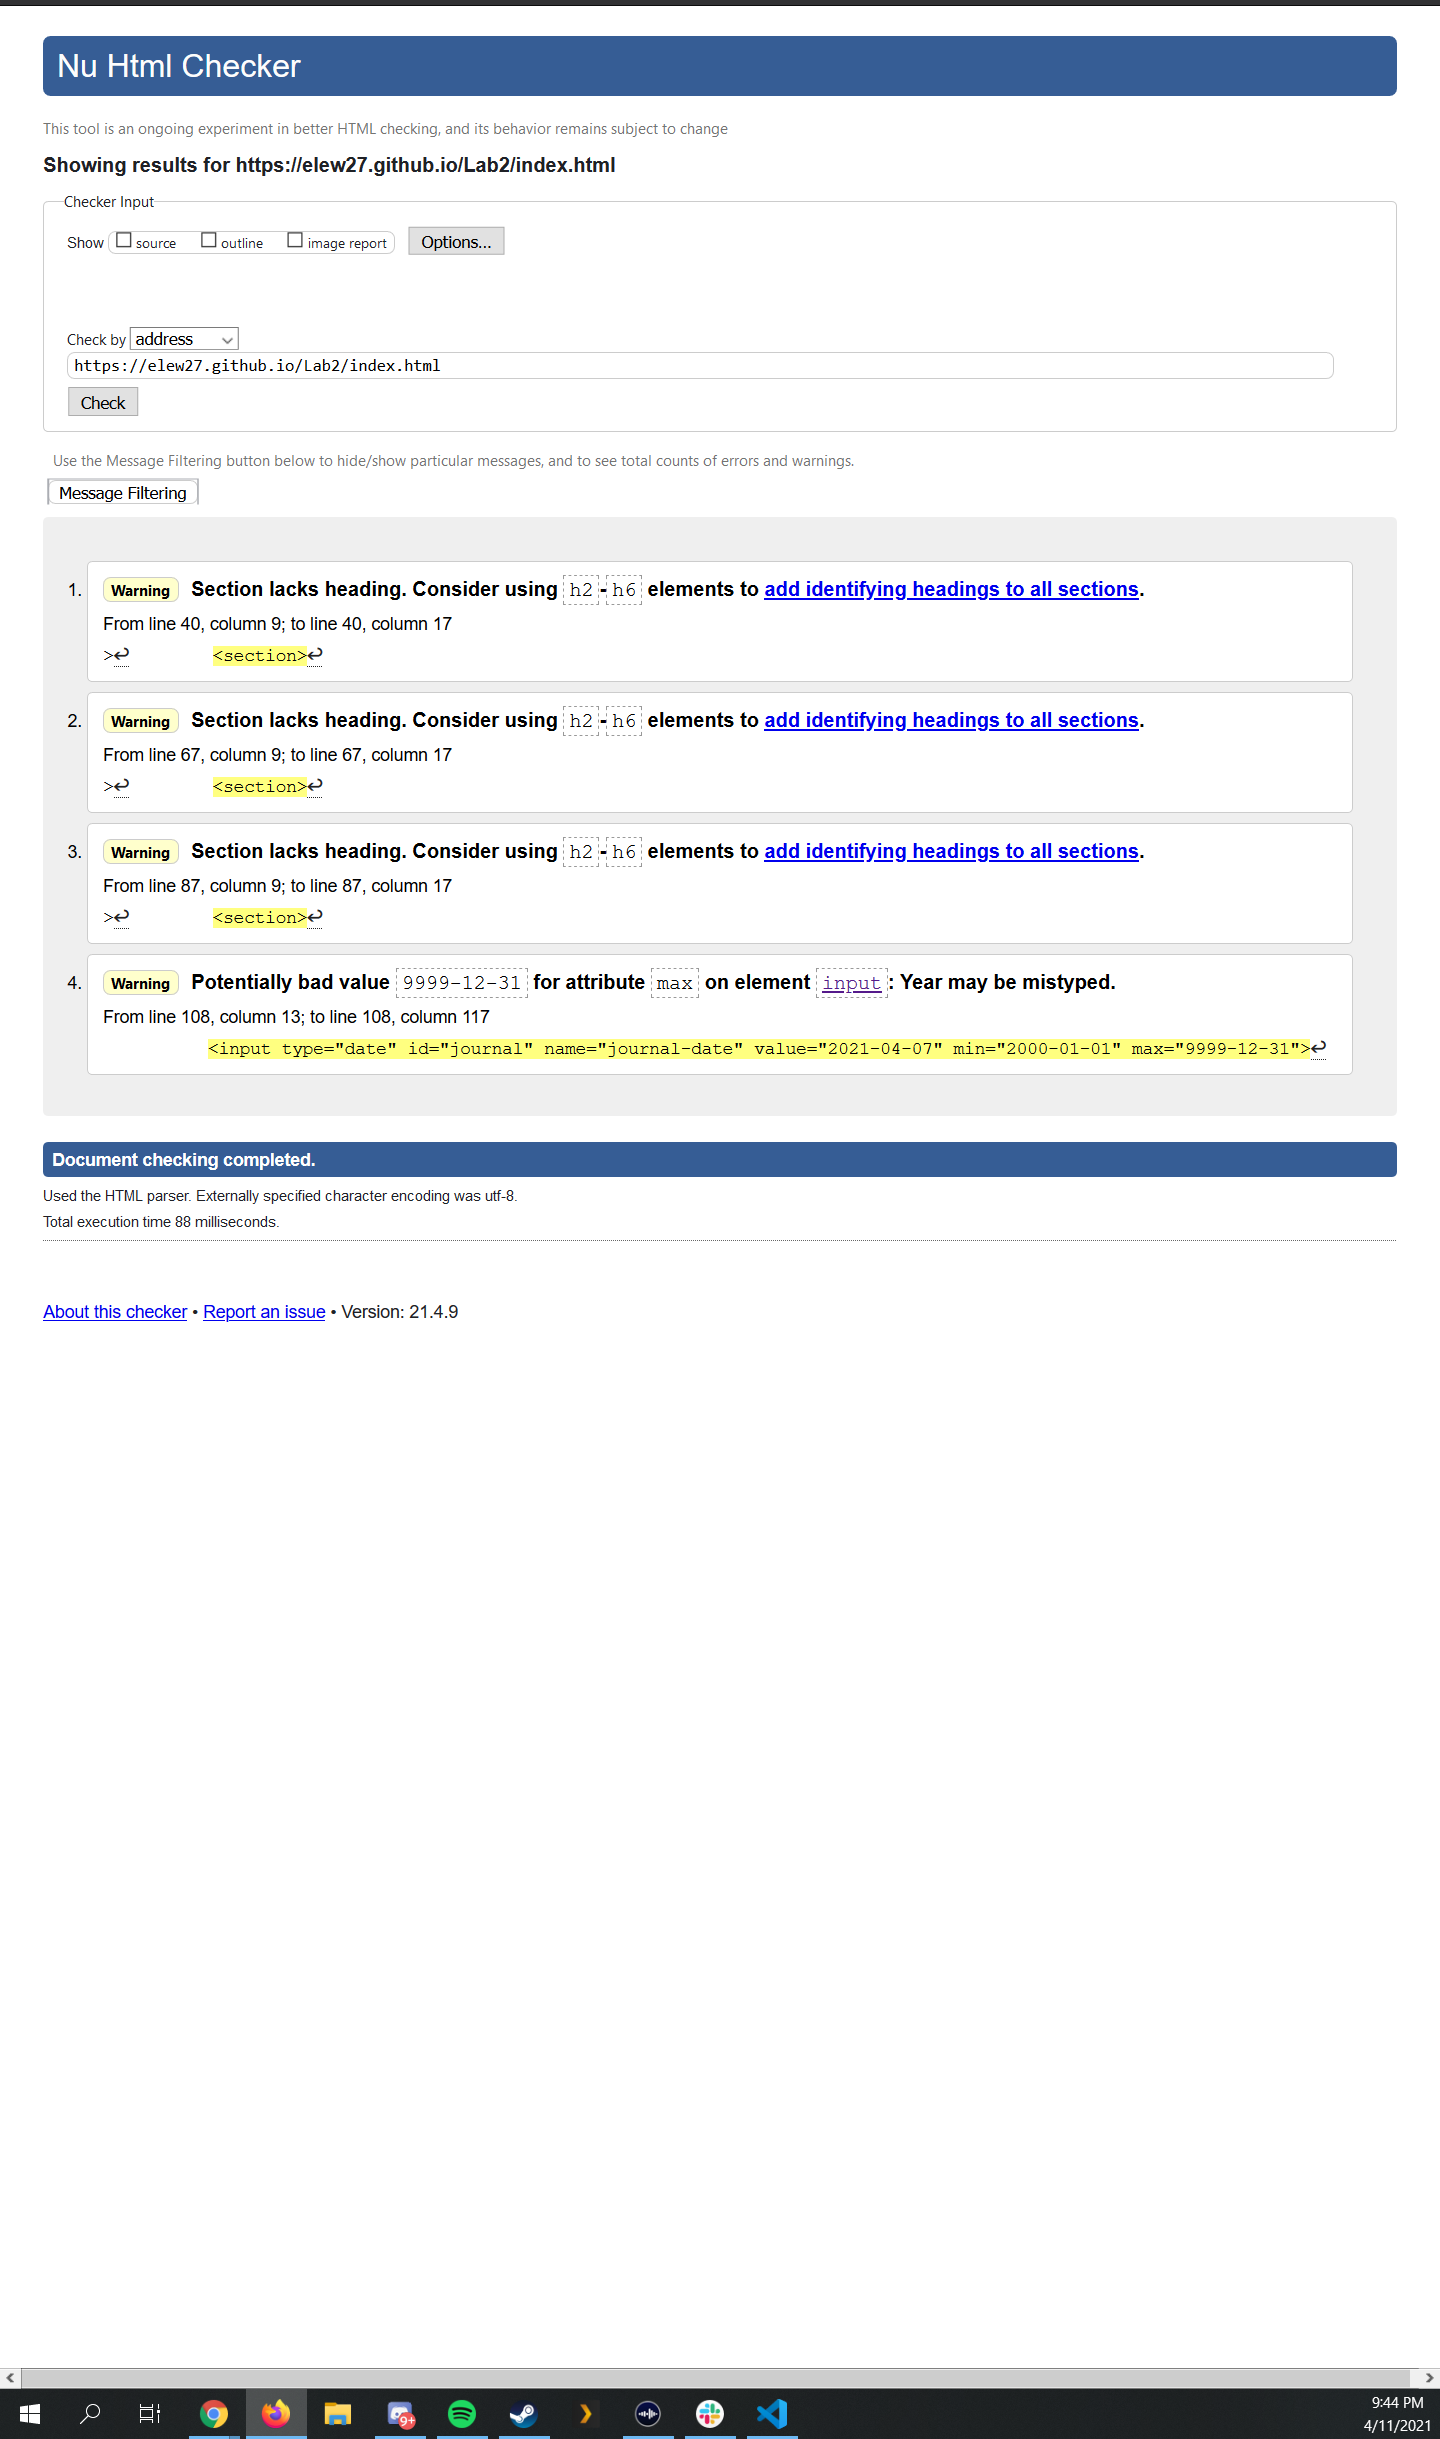 Nu Html Checker
This tool is an ongoing experiment in better HTML checking, and its behavior remains subject to change
Showing results for https://elew27.github.io/Lab2/index.html
Checker Input
Show source outline image report Options...
Check by address
https://elew27.github.io/Lab2/index.html
Check
Use the Message Filtering button below to hide/show particular messages, and to see total counts of errors and warnings.
Message Filtering
1. Warning Section lacks heading. Consider using h2-h6 elements to add identifying headings to all sections.
From line 40, column 9; to line 40, column 17
>↩ <section>↩
2. Warning Section lacks heading. Consider using h2-h6 elements to add identifying headings to all sections.
From line 67, column 9; to line 67, column 17
>↩ <section>↩
3. Warning Section lacks heading. Consider using h2-h6 elements to add identifying headings to all sections.
From line 87, column 9; to line 87, column 17
>↩ <section>↩
4. Warning Potentially bad value 9999-12-31 for attribute max on element input: Year may be mistyped.
From line 108, column 13; to line 108, column 117
<input type="date" id="journal" name="journal-date" value="2021-04-07" min="2000-01-01" max="9999-12-31">↩
Document checking completed.
Used the HTML parser. Externally specified character encoding was utf-8.
Total execution time 88 milliseconds.
About this checker • Report an issue • Version: 21.4.9
9+
9:44 PM
4/11/2021